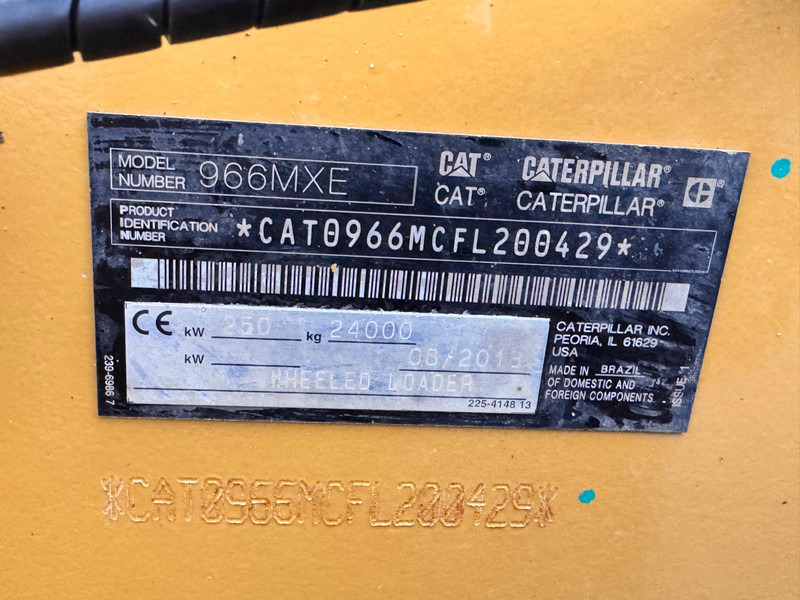 MODEL NUMBER 966MXE
CAT® CATERPILLAR®
CAT® CATERPILLAR®
PRODUCT IDENTIFICATION NUMBER *CAT0966MCFL200429*
CE kW 250 kg 24000
kW
WHEELED LOADER
225-4148 13
239-6986 7
CATERPILLAR INC.
PEORIA, IL 61629
USA
MADE IN BRAZIL
OF DOMESTIC AND
FOREIGN COMPONENTS
ISSUE 1
*CAT0966MCFL200429*